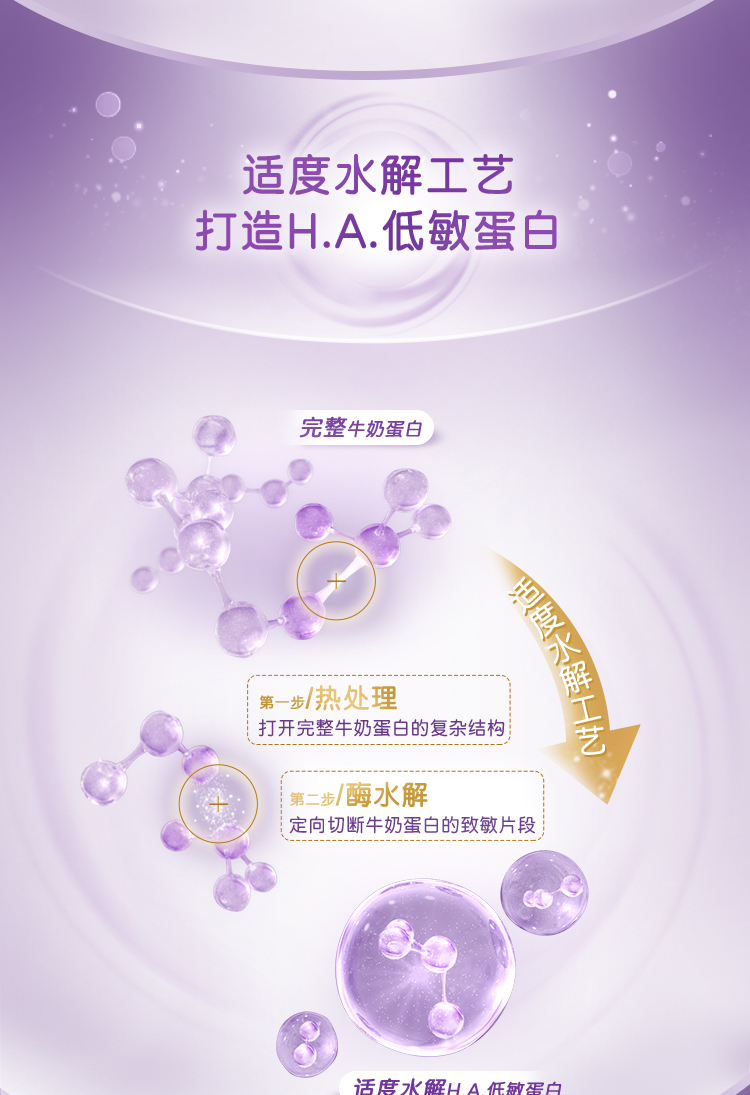 适度水解工艺
打造H.A.低敏蛋白
完整牛奶蛋白
适度水解工艺
第一步/热处理
打开完整牛奶蛋白的复杂结构
第二步/酶水解
定向切断牛奶蛋白的致敏片段
适度水解H.A.低敏蛋白